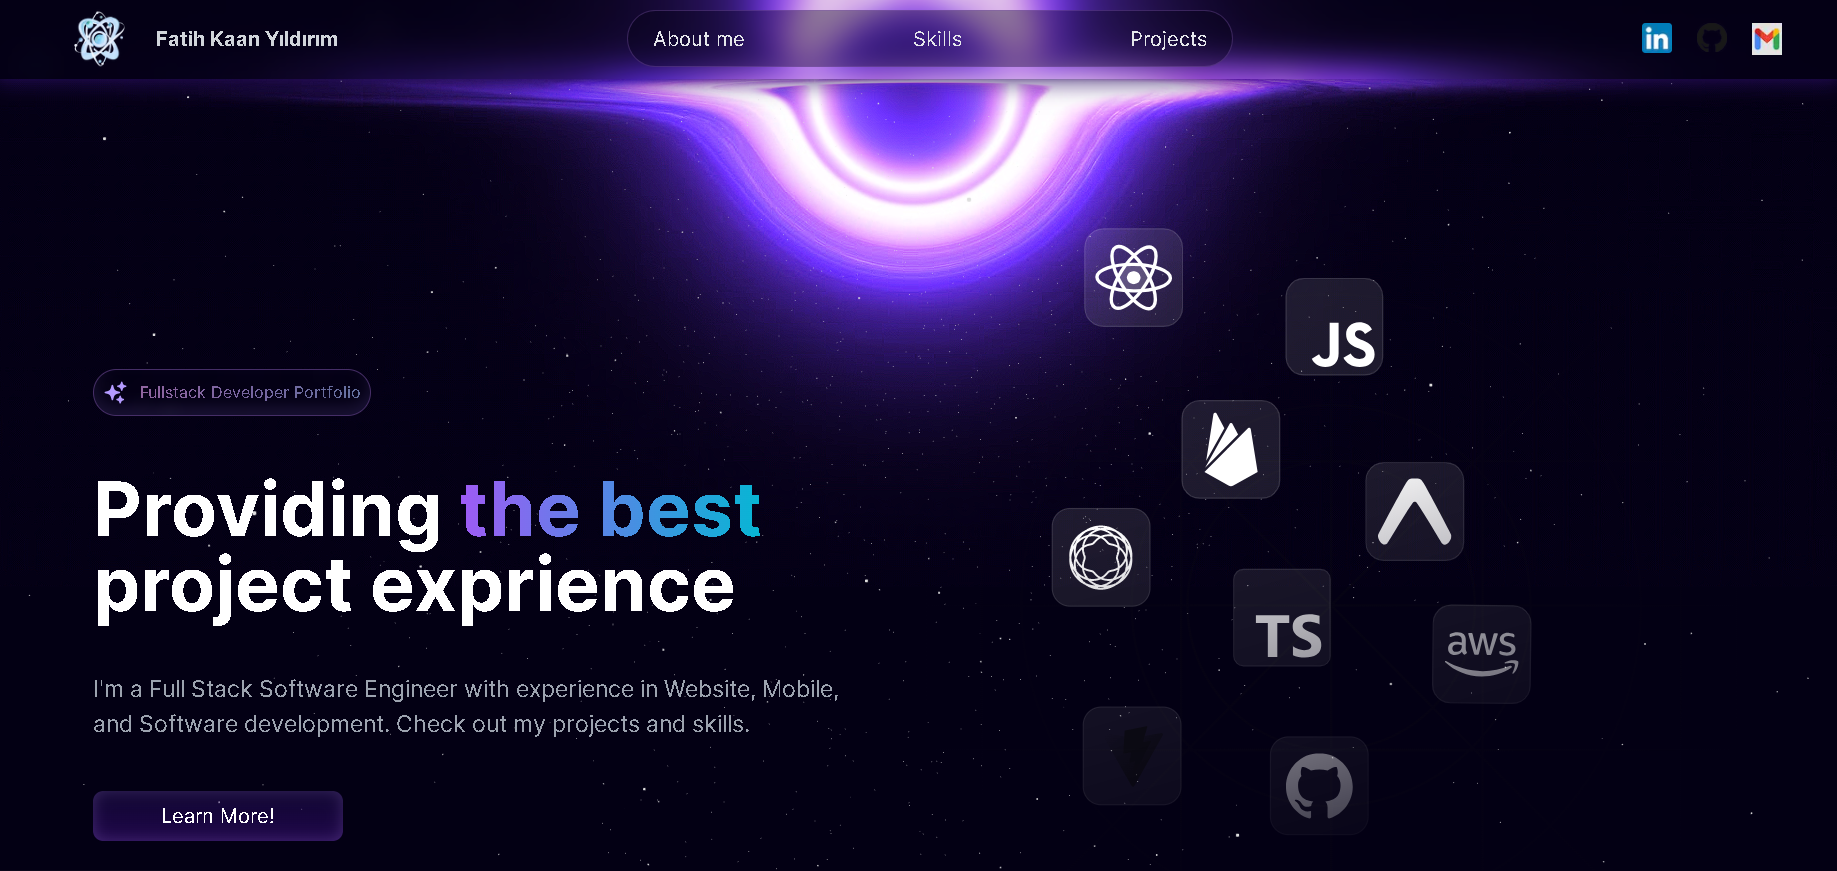 Fatih Kaan Yıldırım
About me
Skills
Projects
in
JS
Fullstack Developer Portfolio
Providing the best
project exprience
TS
aws
I'm a Full Stack Software Engineer with experience in Website, Mobile,
and Software development. Check out my projects and skills.
Learn More!